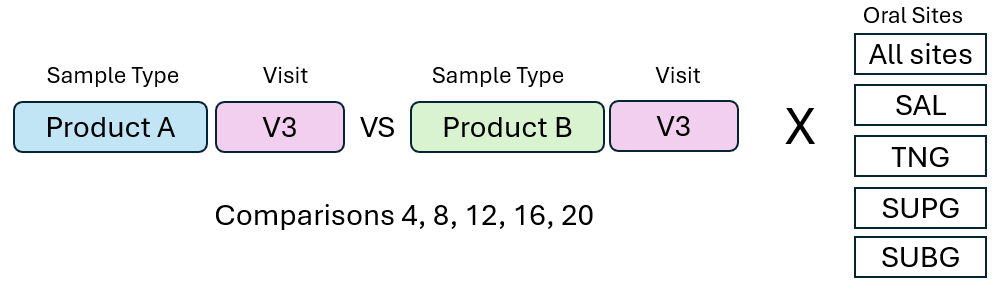 Oral Sites
Sample Type Visit Sample Type Visit
Product A V3 VS Product B V3 X
All sites
SAL
TNG
SUPG
SUBG
Comparisons 4, 8, 12, 16, 20